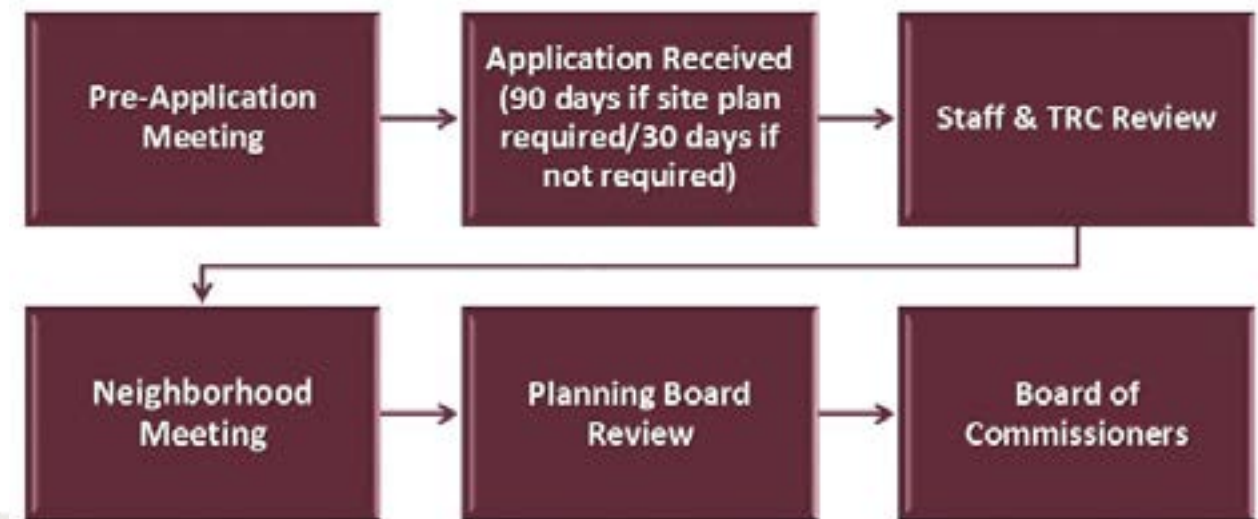 Pre-Application
Meeting
Application Received
(90 days if site plan
required/30 days if
not required)
Staff & TRC Review
Neighborhood
Meeting
Planning Board
Review
Board of
Commissioners